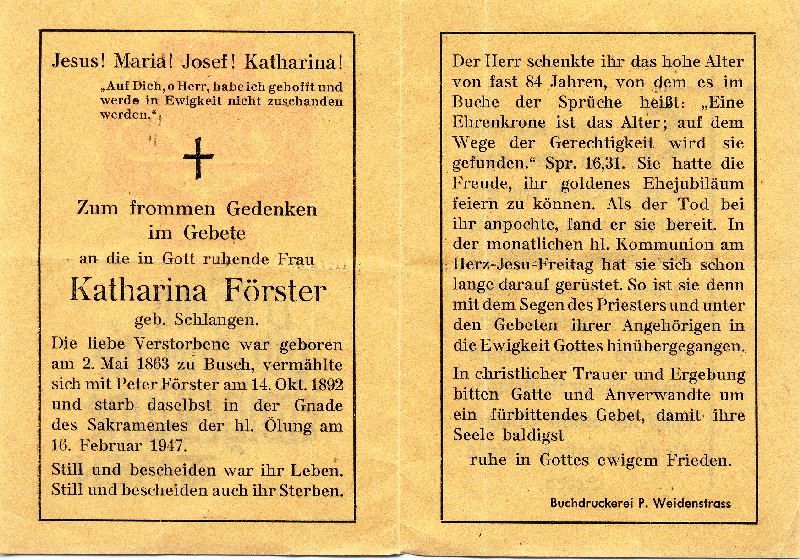 Jesus! Maria! Josef! Katharina!
„Auf Dich, o Herr, habe ich gehofft und
werde in Ewigkeit nicht zuschanden
werden.“
Zum frommen Gedenken
im Gebete
an die in Gott ruhende Frau
Katharina Förster
geb. Schlangen.
Die liebe Verstorbene war geboren
am 2. Mai 1863 zu Busch, vermählte
sich mit Peter Förster am 14. Okt. 1892
und starb daselbst in der Gnade
des Sakramentes der hl. Ölung am
16. Februar 1947.
Still und bescheiden war ihr Leben.
Still und bescheiden auch ihr Sterben.
Der Herr schenkte ihr das hohe Alter
von fast 84 Jahren, von dem es im
Buche der Sprüche heißt: „Eine
Ehrenkrone ist das Alter; auf dem
Wege der Gerechtigkeit wird sie
gefunden.“ Spr. 16,31. Sie hatte die
Freude, ihr goldenes Ehejubiläum
feiern zu können. Als der Tod bei
ihr anpochte, fand er sie bereit. In
der monatlichen hl. Kommunion am
Herz-Jesu-Freitag hat sie sich schon
lange darauf gerüstet. So ist sie denn
mit dem Segen des Priesters und unter
den Gebeten ihrer Angehörigen in
die Ewigkeit Gottes hinübergegangen.
In christlicher Trauer und Ergebung
bitten Gatte und Anverwandte um
ein fürbittendes Gebet, damit ihre
Seele baldigst
ruhe in Gottes ewigem Frieden.
Buchdruckerei P. Weidenstrass